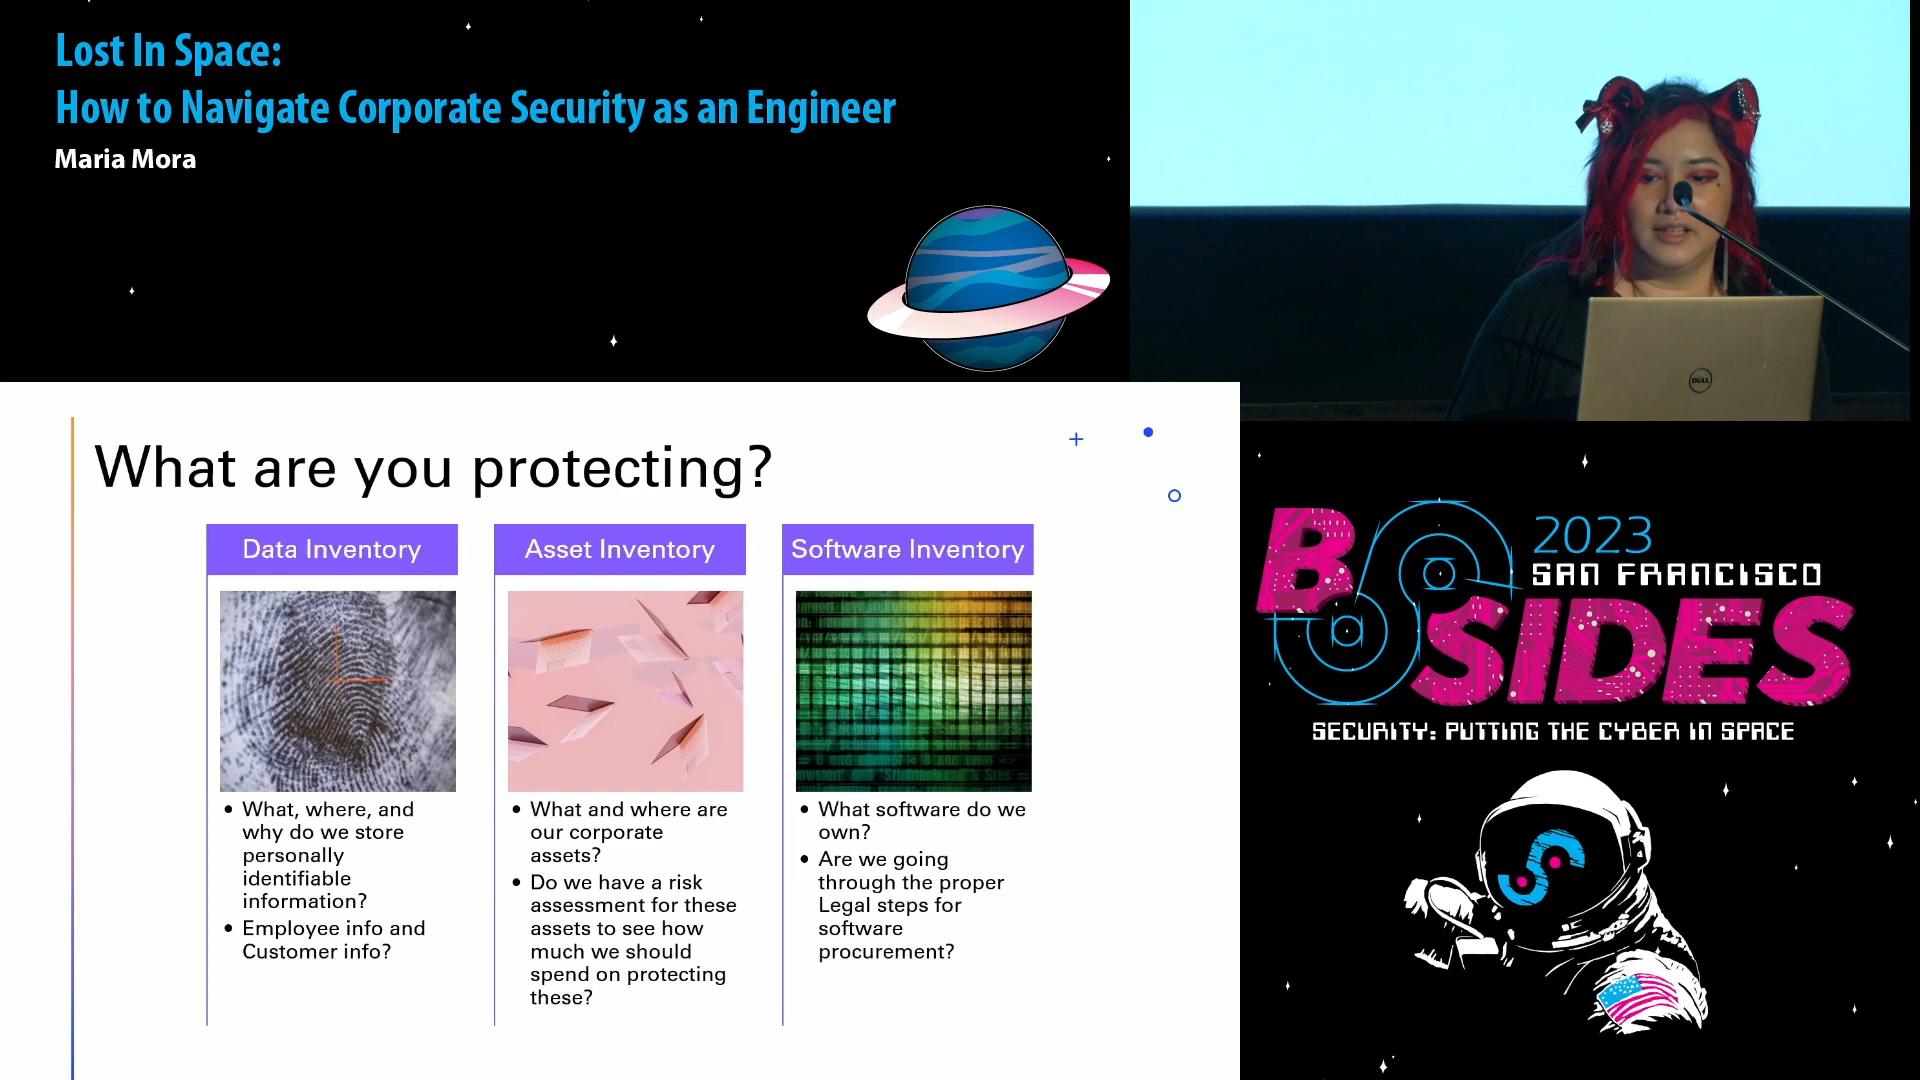 Lost In Space:
How to Navigate Corporate Security as an Engineer
Maria Mora
DELL
What are you protecting?
Data Inventory
What, where, and
why do we store
personally
identifiable
information?
Employee info and
Customer info?
Asset Inventory
What and where are
our corporate
assets?
Do we have a risk
assessment for these
assets to see how
much we should
spend on protecting
these?
Software Inventory
What software do we
own?
Are we going
through the proper
Legal steps for
software
procurement?
2023
SAN FRANCISCO
BSIDES
SECURITY: PUTTING THE CYBER IN SPACE